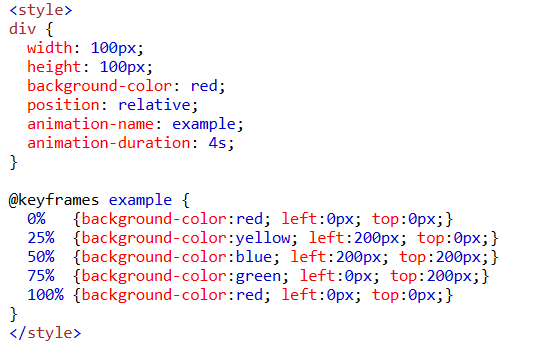 <style>
div {
  width: 100px;
  height: 100px;
  background-color: red;
  position: relative;
  animation-name: example;
  animation-duration: 4s;
}

@keyframes example {
  0%   {background-color:red; left:0px; top:0px;}
  25%  {background-color:yellow; left:200px; top:0px;}
  50%  {background-color:blue; left:200px; top:200px;}
  75%  {background-color:green; left:0px; top:200px;}
  100% {background-color:red; left:0px; top:0px;}
}
</style>